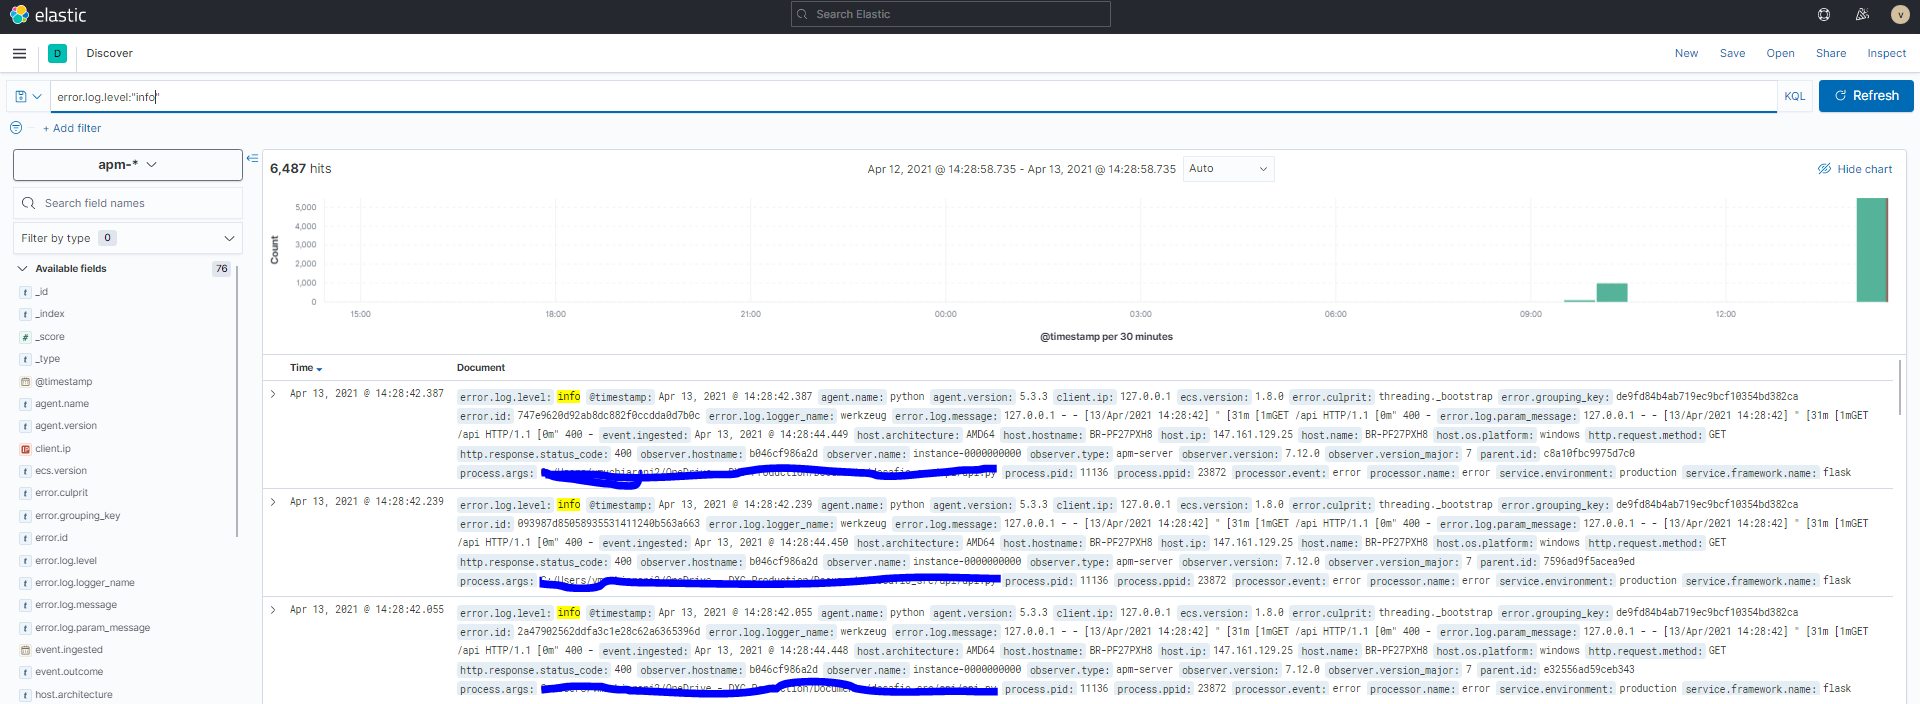 elastic
Search Elastic
v
D
Discover
New Save Open Share Inspect
error.log.level:"info"
KQL
Refresh
+ Add filter
apm-*
6,487 hits
Apr 12, 2021 @ 14:28:58.735 - Apr 13, 2021 @ 14:28:58.735
Auto
Hide chart
Search field names
Filter by type 0
Available fields 76
t _id
t _index
# _score
t _type
@timestamp
t agent.name
t agent.version
IP client.ip
t ecs.version
t error.culprit
t error.grouping_key
t error.id
t error.log.level
t error.log.logger_name
t error.log.message
t error.log.param_message
event.ingested
t event.outcome
t host.architecture
Count
5,000
4,000
3,000
2,000
1,000
0
15:00 18:00 21:00 00:00 03:00 06:00 09:00 12:00
@timestamp per 30 minutes
Time Document
Apr 13, 2021 @ 14:28:42.387
error.log.level: info @timestamp: Apr 13, 2021 @ 14:28:42.387 agent.name: python agent.version: 5.3.3 client.ip: 127.0.0.1 ecs.version: 1.8.0 error.culprit: threading._bootstrap error.grouping_key: de9fd84b4ab719ec9bcf10354bd382ca
error.id: 747e9620d92ab8dc882f0ccdda0d7b0c error.log.logger_name: werkzeug error.log.message: 127.0.0.1 - - [13/Apr/2021 14:28:42] " [31m [1mGET /api HTTP/1.1 [0m" 400 - error.log.param_message: 127.0.0.1 - - [13/Apr/2021 14:28:42] " [31m [1mGET
/api HTTP/1.1 [0m" 400 - event.ingested: Apr 13, 2021 @ 14:28:44.449 host.architecture: AMD64 host.hostname: BR-PF27PXH8 host.ip: 147.161.129.25 host.name: BR-PF27PXH8 host.os.platform: windows http.request.method: GET
http.response.status_code: 400 observer.hostname: b046cf986a2d observer.name: instance-0000000000 observer.type: apm-server observer.version: 7.12.0 observer.version_major: 7 parent.id: c8a10fbc9975d7c0
process.args: process.pid: 11136 process.ppid: 23872 processor.event: error processor.name: error service.environment: production service.framework.name: flask
Apr 13, 2021 @ 14:28:42.239
error.log.level: info @timestamp: Apr 13, 2021 @ 14:28:42.239 agent.name: python agent.version: 5.3.3 client.ip: 127.0.0.1 ecs.version: 1.8.0 error.culprit: threading._bootstrap error.grouping_key: de9fd84b4ab719ec9bcf10354bd382ca
error.id: 093987d85058935531411240b563a663 error.log.logger_name: werkzeug error.log.message: 127.0.0.1 - - [13/Apr/2021 14:28:42] " [31m [1mGET /api HTTP/1.1 [0m" 400 - error.log.param_message: 127.0.0.1 - - [13/Apr/2021 14:28:42] " [31m [1mGET
/api HTTP/1.1 [0m" 400 - event.ingested: Apr 13, 2021 @ 14:28:44.450 host.architecture: AMD64 host.hostname: BR-PF27PXH8 host.ip: 147.161.129.25 host.name: BR-PF27PXH8 host.os.platform: windows http.request.method: GET
http.response.status_code: 400 observer.hostname: b046cf986a2d observer.name: instance-0000000000 observer.type: apm-server observer.version: 7.12.0 observer.version_major: 7 parent.id: 7596ad9f5acea9ed
process.args: process.pid: 11136 process.ppid: 23872 processor.event: error processor.name: error service.environment: production service.framework.name: flask
Apr 13, 2021 @ 14:28:42.055
error.log.level: info @timestamp: Apr 13, 2021 @ 14:28:42.055 agent.name: python agent.version: 5.3.3 client.ip: 127.0.0.1 ecs.version: 1.8.0 error.culprit: threading._bootstrap error.grouping_key: de9fd84b4ab719ec9bcf10354bd382ca
error.id: 2a47902562ddfa3c1e28c62a6365396d error.log.logger_name: werkzeug error.log.message: 127.0.0.1 - - [13/Apr/2021 14:28:42] " [31m [1mGET /api HTTP/1.1 [0m" 400 - error.log.param_message: 127.0.0.1 - - [13/Apr/2021 14:28:42] " [31m [1mGET
/api HTTP/1.1 [0m" 400 - event.ingested: Apr 13, 2021 @ 14:28:44.448 host.architecture: AMD64 host.hostname: BR-PF27PXH8 host.ip: 147.161.129.25 host.name: BR-PF27PXH8 host.os.platform: windows http.request.method: GET
http.response.status_code: 400 observer.hostname: b046cf986a2d observer.name: instance-0000000000 observer.type: apm-server observer.version: 7.12.0 observer.version_major: 7 parent.id: e32556ad59ceb343
process.args: process.pid: 11136 process.ppid: 23872 processor.event: error processor.name: error service.environment: production service.framework.name: flask